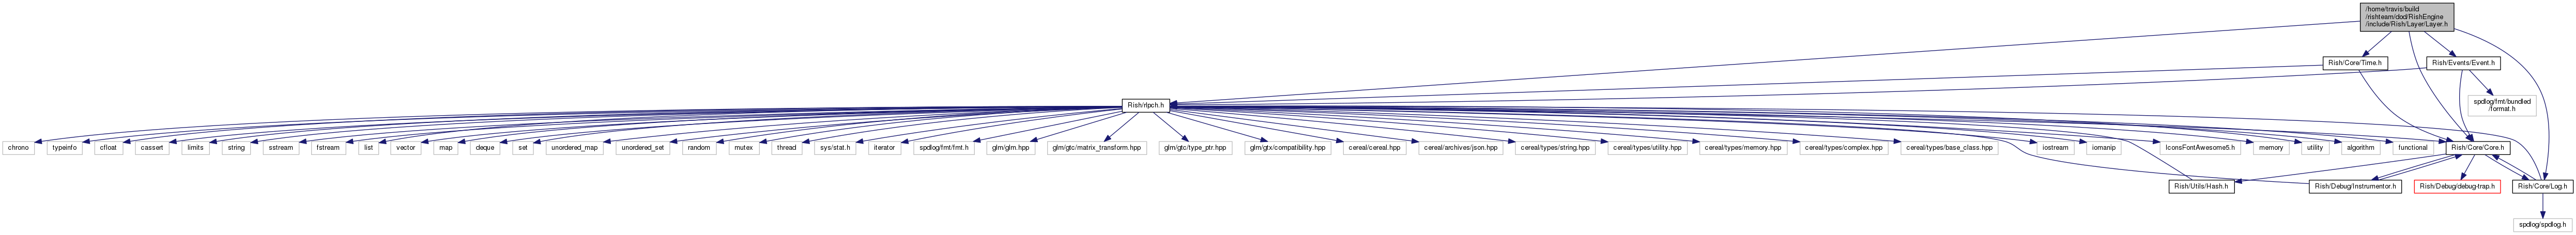 /home/travis/build
/rishteam/dod/RishEngine
/include/Rish/Layer/Layer.h
Rish/Core/Time.h
Rish/Events/Event.h
Rish/rlpch.h
spdlog/fmt/bundled
/format.h
chrono
typeinfo
cfloat
cassert
limits
string
sstream
fstream
list
vector
map
deque
set
unordered_map
unordered_set
random
mutex
thread
sys/stat.h
iterator
spdlog/fmt/fmt.h
glm/glm.hpp
glm/gtc/matrix_transform.hpp
glm/gtc/type_ptr.hpp
glm/gtx/compatibility.hpp
cereal/cereal.hpp
cereal/archives/json.hpp
cereal/types/string.hpp
cereal/types/utility.hpp
cereal/types/memory.hpp
cereal/types/complex.hpp
cereal/types/base_class.hpp
iostream
iomanip
IconsFontAwesome5.h
memory
utility
algorithm
functional
Rish/Core/Core.h
Rish/Utils/Hash.h
Rish/Debug/Instrumentor.h
Rish/Debug/debug-trap.h
Rish/Core/Log.h
spdlog/spdlog.h